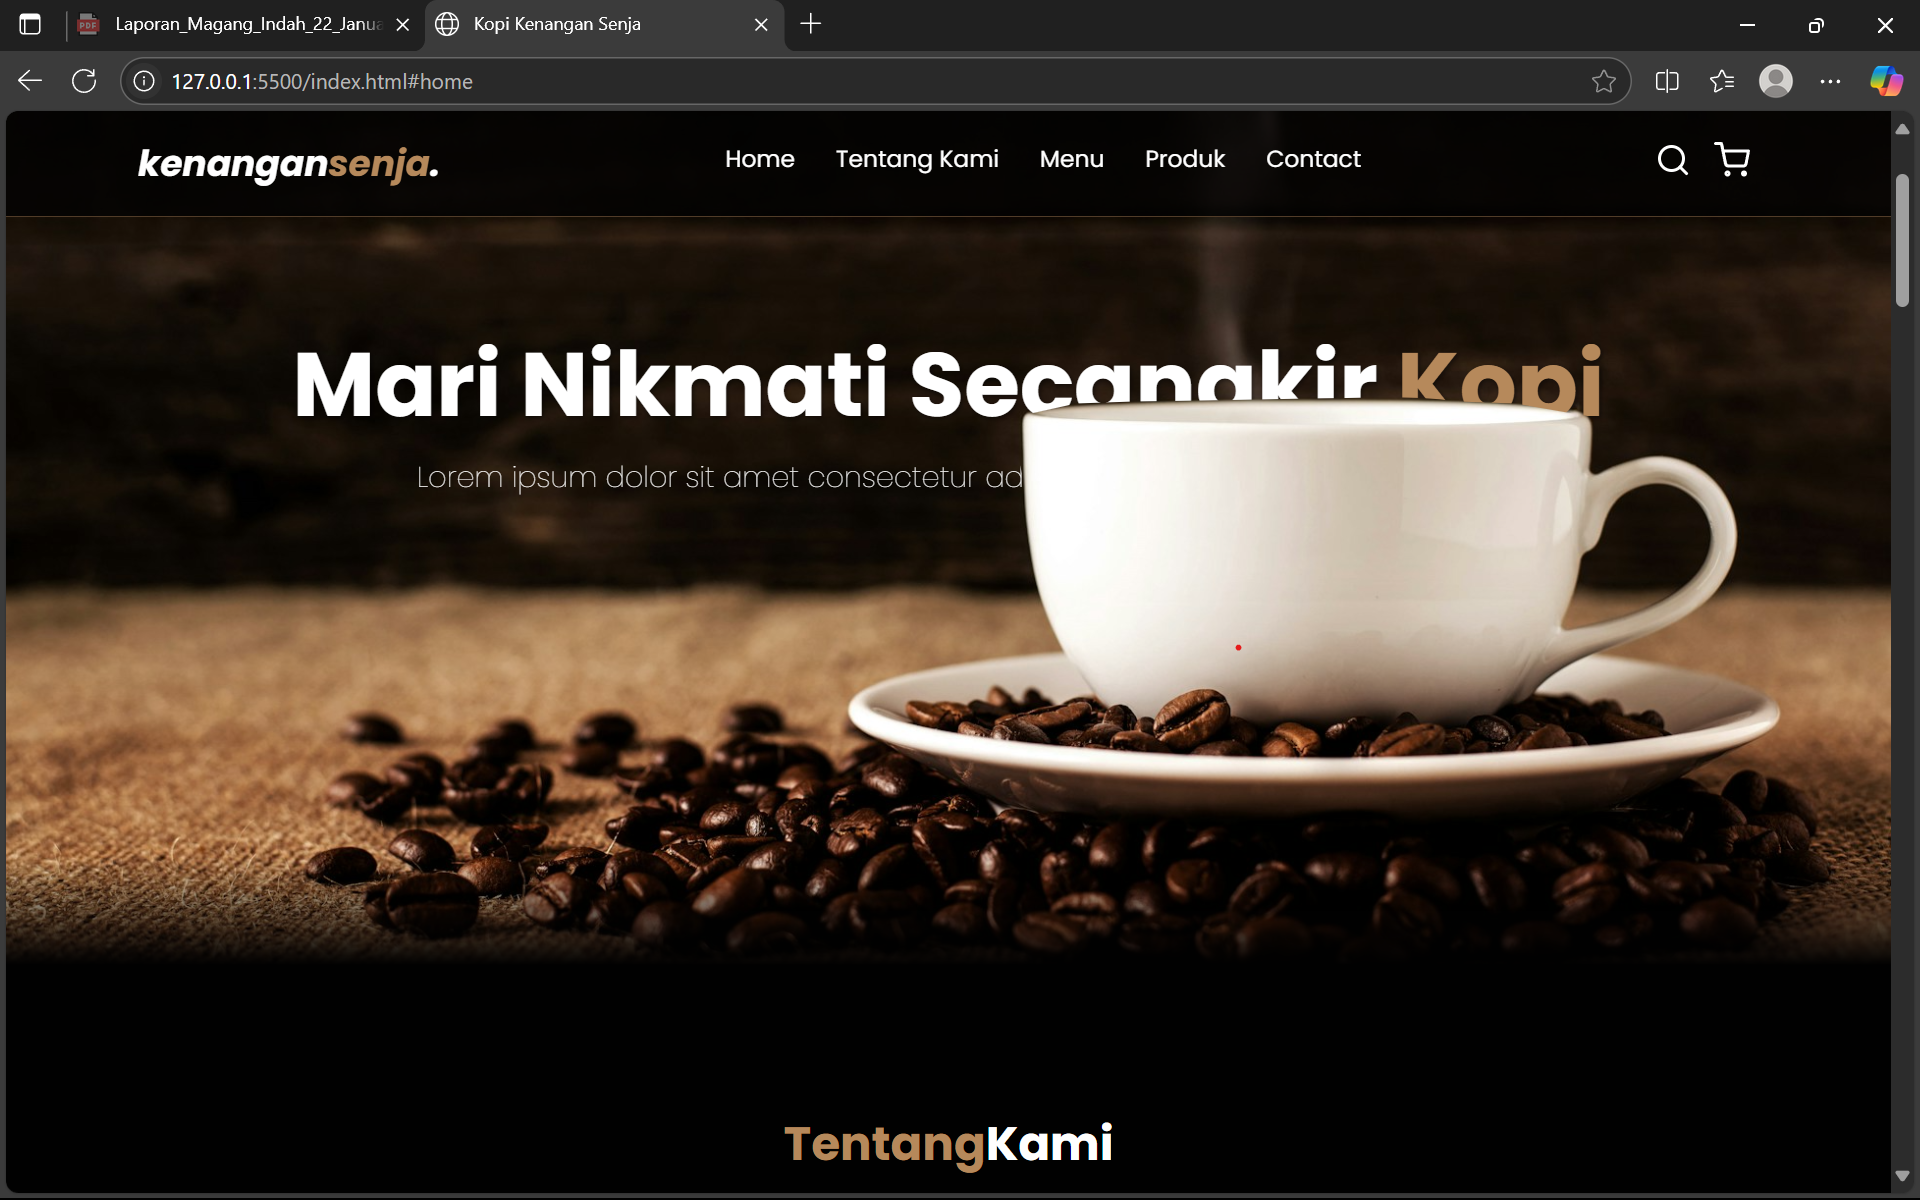 Laporan_Magang_Indah_22_Janua
Kopi Kenangan Senja
127.0.0.1:5500/index.html#home
kenangansenja.
Home
Tentang Kami
Menu
Produk
Contact
Mari Nikmati Secangkir Kopi
Lorem ipsum dolor sit amet consectetur ad
TentangKami